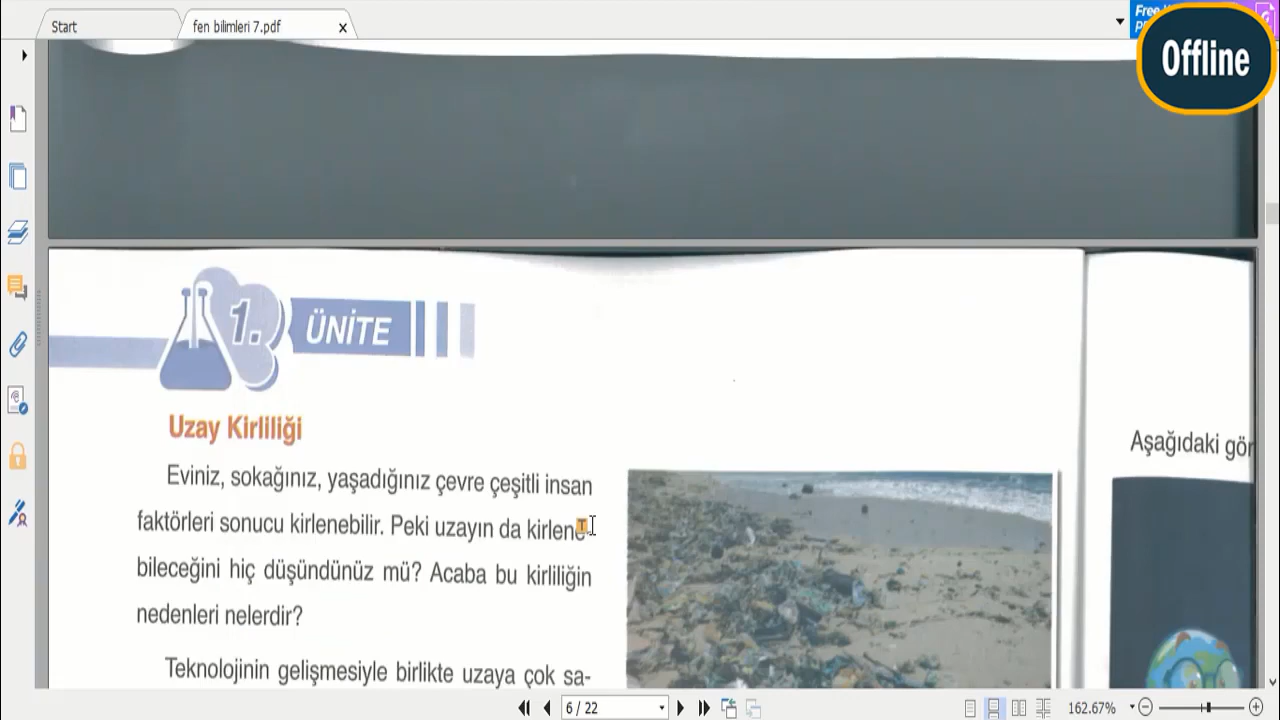 Start
fen bilimleri 7.pdf
Offline
1.
ÜNİTE
Uzay Kirliliği
Eviniz, sokağınız, yaşadığınız çevre çeşitli insan
faktörleri sonucu kirlenebilir. Peki uzayın da kirlene-
bileceğini hiç düşündünüz mü? Acaba bu kirliliğin
nedenleri nelerdir?
Teknolojinin gelişmesiyle birlikte uzaya çok sa-
Aşağıdaki gör
6 / 22
162.67%